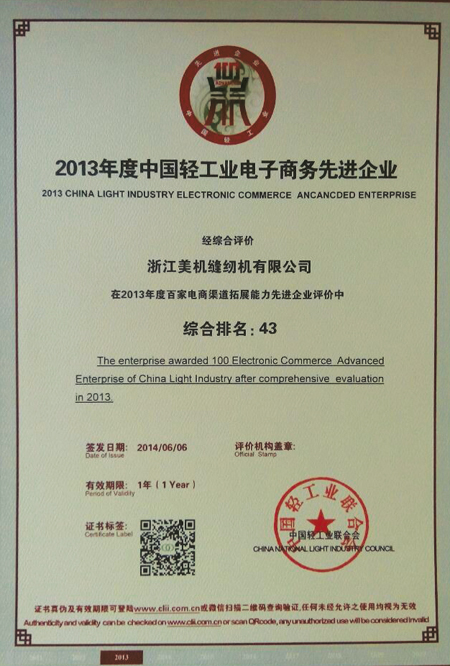 先进企业
100
中国轻工业
2013年度中国轻工业电子商务先进企业
2013 CHINA LIGHT INDUSTRY ELECTRONIC COMMERCE ANCANCDED ENTERPRISE
经综合评价
浙江美机缝纫机有限公司
在2013年度百家电商渠道拓展能力先进企业评价中
综合排名：43
The enterprise awarded 100 Electronic Commerce Advanced
Enterprise of China Light Industry after comprehensive evaluation
in 2013.
签发日期： 2014/06/06 评价机构盖章：
Date of Issue Official Stamp
有效期限： 1年（1 Year）
Period of Validity
证书标签：
Certificate Label
中国轻工业联合会
中国轻工业联合会
CHINA NATIONAL LIGHT INDUSTRY COUNCIL
证书真伪及有效期限可登陆www.clii.com.cn或微信扫描二维码查询验证,任何未经允许之使用均视为无效
Authenticity and validity can be checked on www.clii.com.cn or scan QRcode, any unauthorized use will be considered Invalid
2013